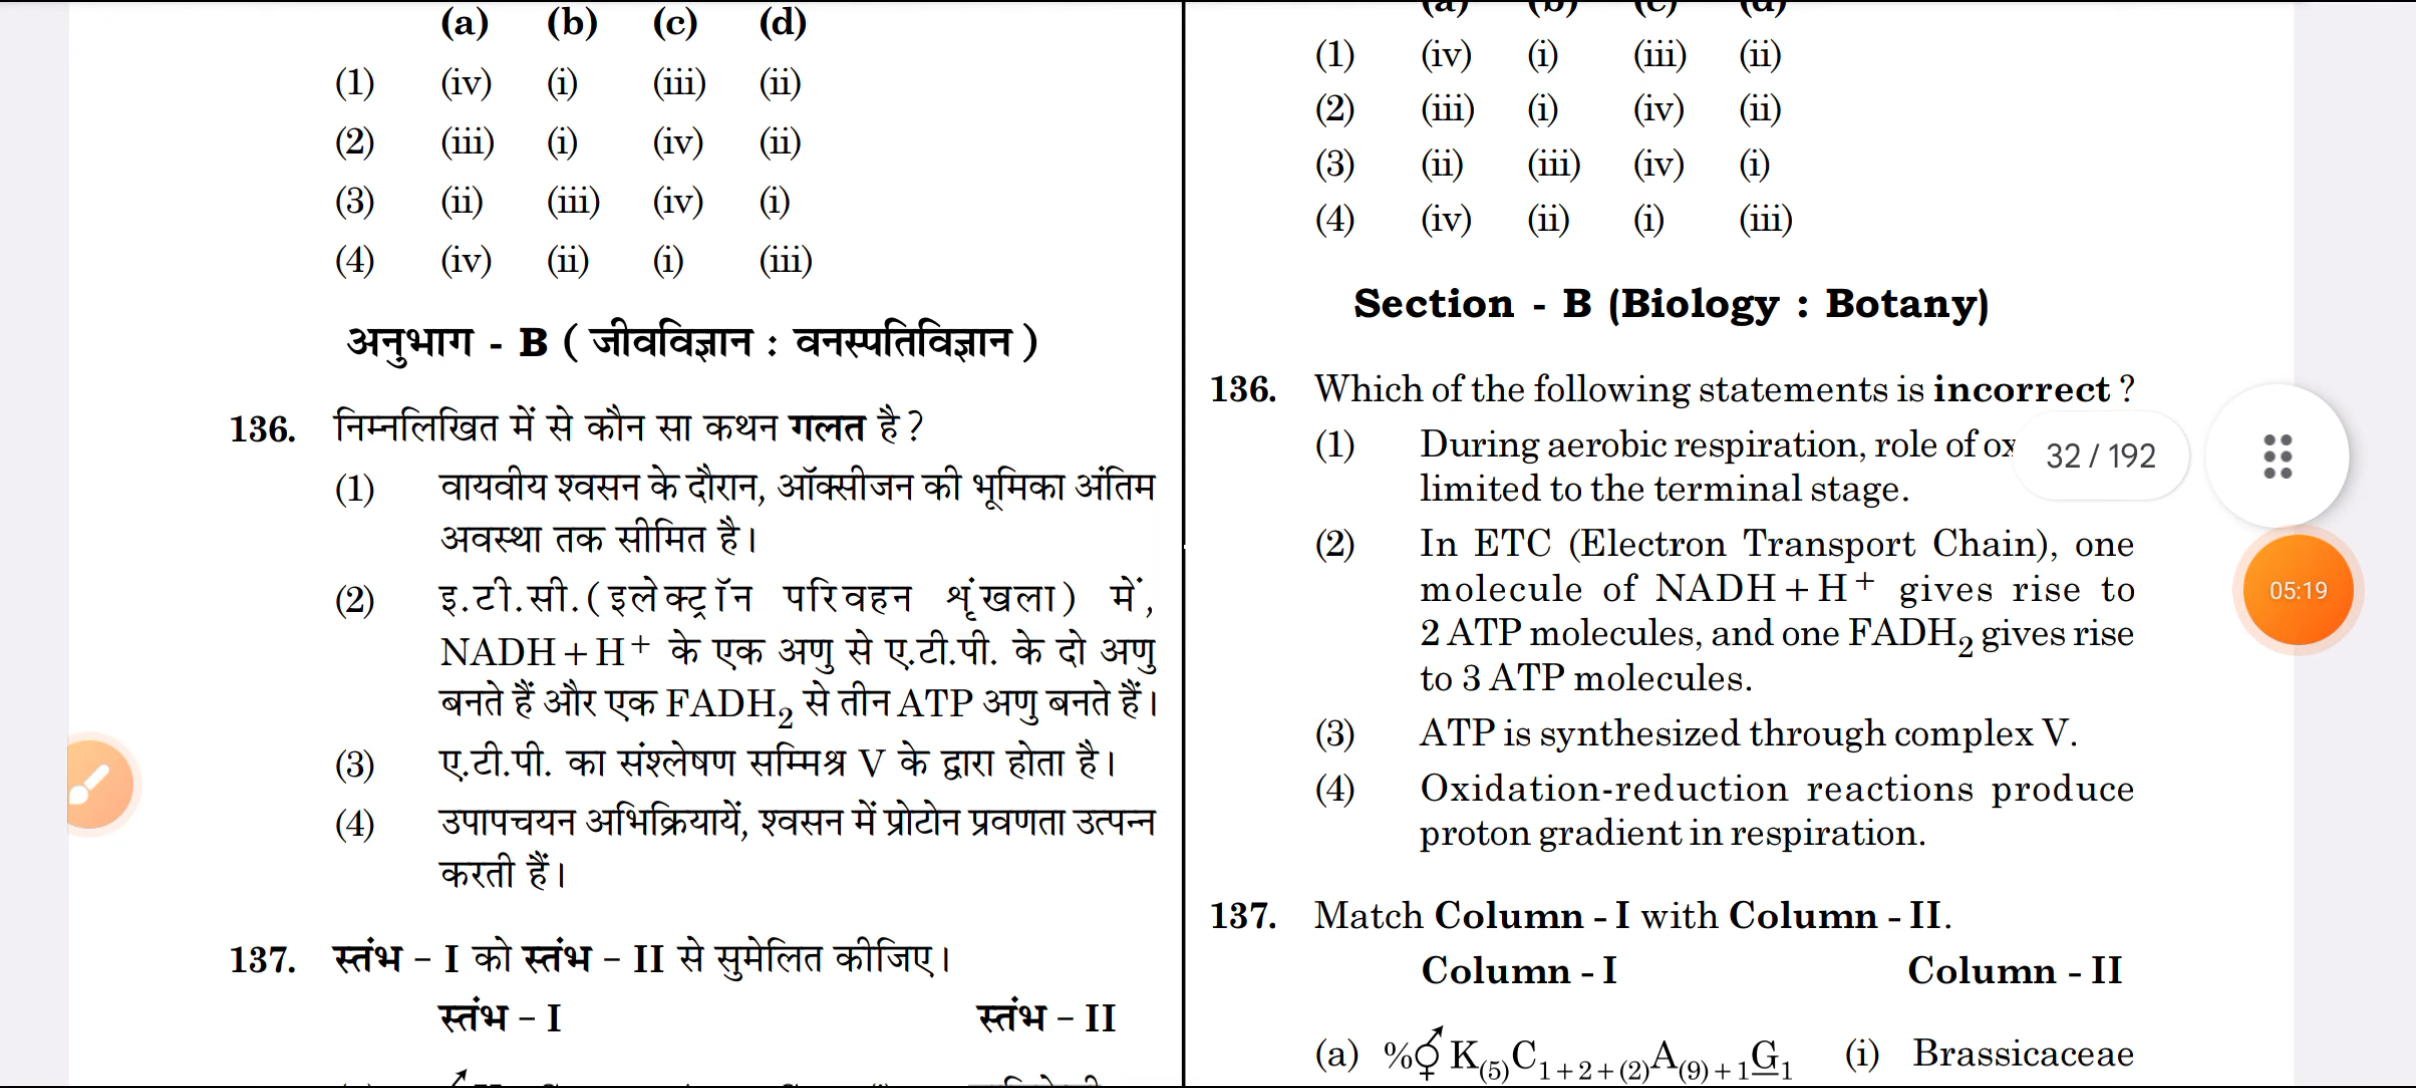 (a) (b) (c) (d)
(1) (iv) (i) (iii) (ii)
(2) (iii) (i) (iv) (ii)
(3) (ii) (iii) (iv) (i)
(4) (iv) (ii) (i) (iii)
अनुभाग - B ( जीवविज्ञान : वनस्पतिविज्ञान )
136. निम्नलिखित में से कौन सा कथन गलत है ?
(1) वायवीय श्वसन के दौरान, ऑक्सीजन की भूमिका अंतिम
अवस्था तक सीमित है।
(2) इ.टी.सी.(इलेक्ट्रॉन परिवहन शृंखला) में,
NADH + H⁺ के एक अणु से ए.टी.पी. के दो अणु
बनते हैं और एक FADH₂ से तीन ATP अणु बनते हैं।
(3) ए.टी.पी. का संश्लेषण सम्मिश्र V के द्वारा होता है।
(4) उपापचयन अभिक्रियायें, श्वसन में प्रोटोन प्रवणता उत्पन्न
करती हैं।
137. स्तंभ - I को स्तंभ - II से सुमेलित कीजिए।
स्तंभ - I स्तंभ - II
(a) (b) (c) (d)
(1) (iv) (i) (iii) (ii)
(2) (iii) (i) (iv) (ii)
(3) (ii) (iii) (iv) (i)
(4) (iv) (ii) (i) (iii)
Section - B (Biology : Botany)
136. Which of the following statements is incorrect ?
(1) During aerobic respiration, role of ox
limited to the terminal stage.
(2) In ETC (Electron Transport Chain), one
molecule of NADH + H⁺ gives rise to
2 ATP molecules, and one FADH₂ gives rise
to 3 ATP molecules.
(3) ATP is synthesized through complex V.
(4) Oxidation-reduction reactions produce
proton gradient in respiration.
137. Match Column - I with Column - II.
Column - I Column - II
(a) %⚥ K₍₅₎C₁₊₂₊₍₂₎A₍₉₎₊₁G̲₁ (i) Brassicaceae
32 / 192
05:19